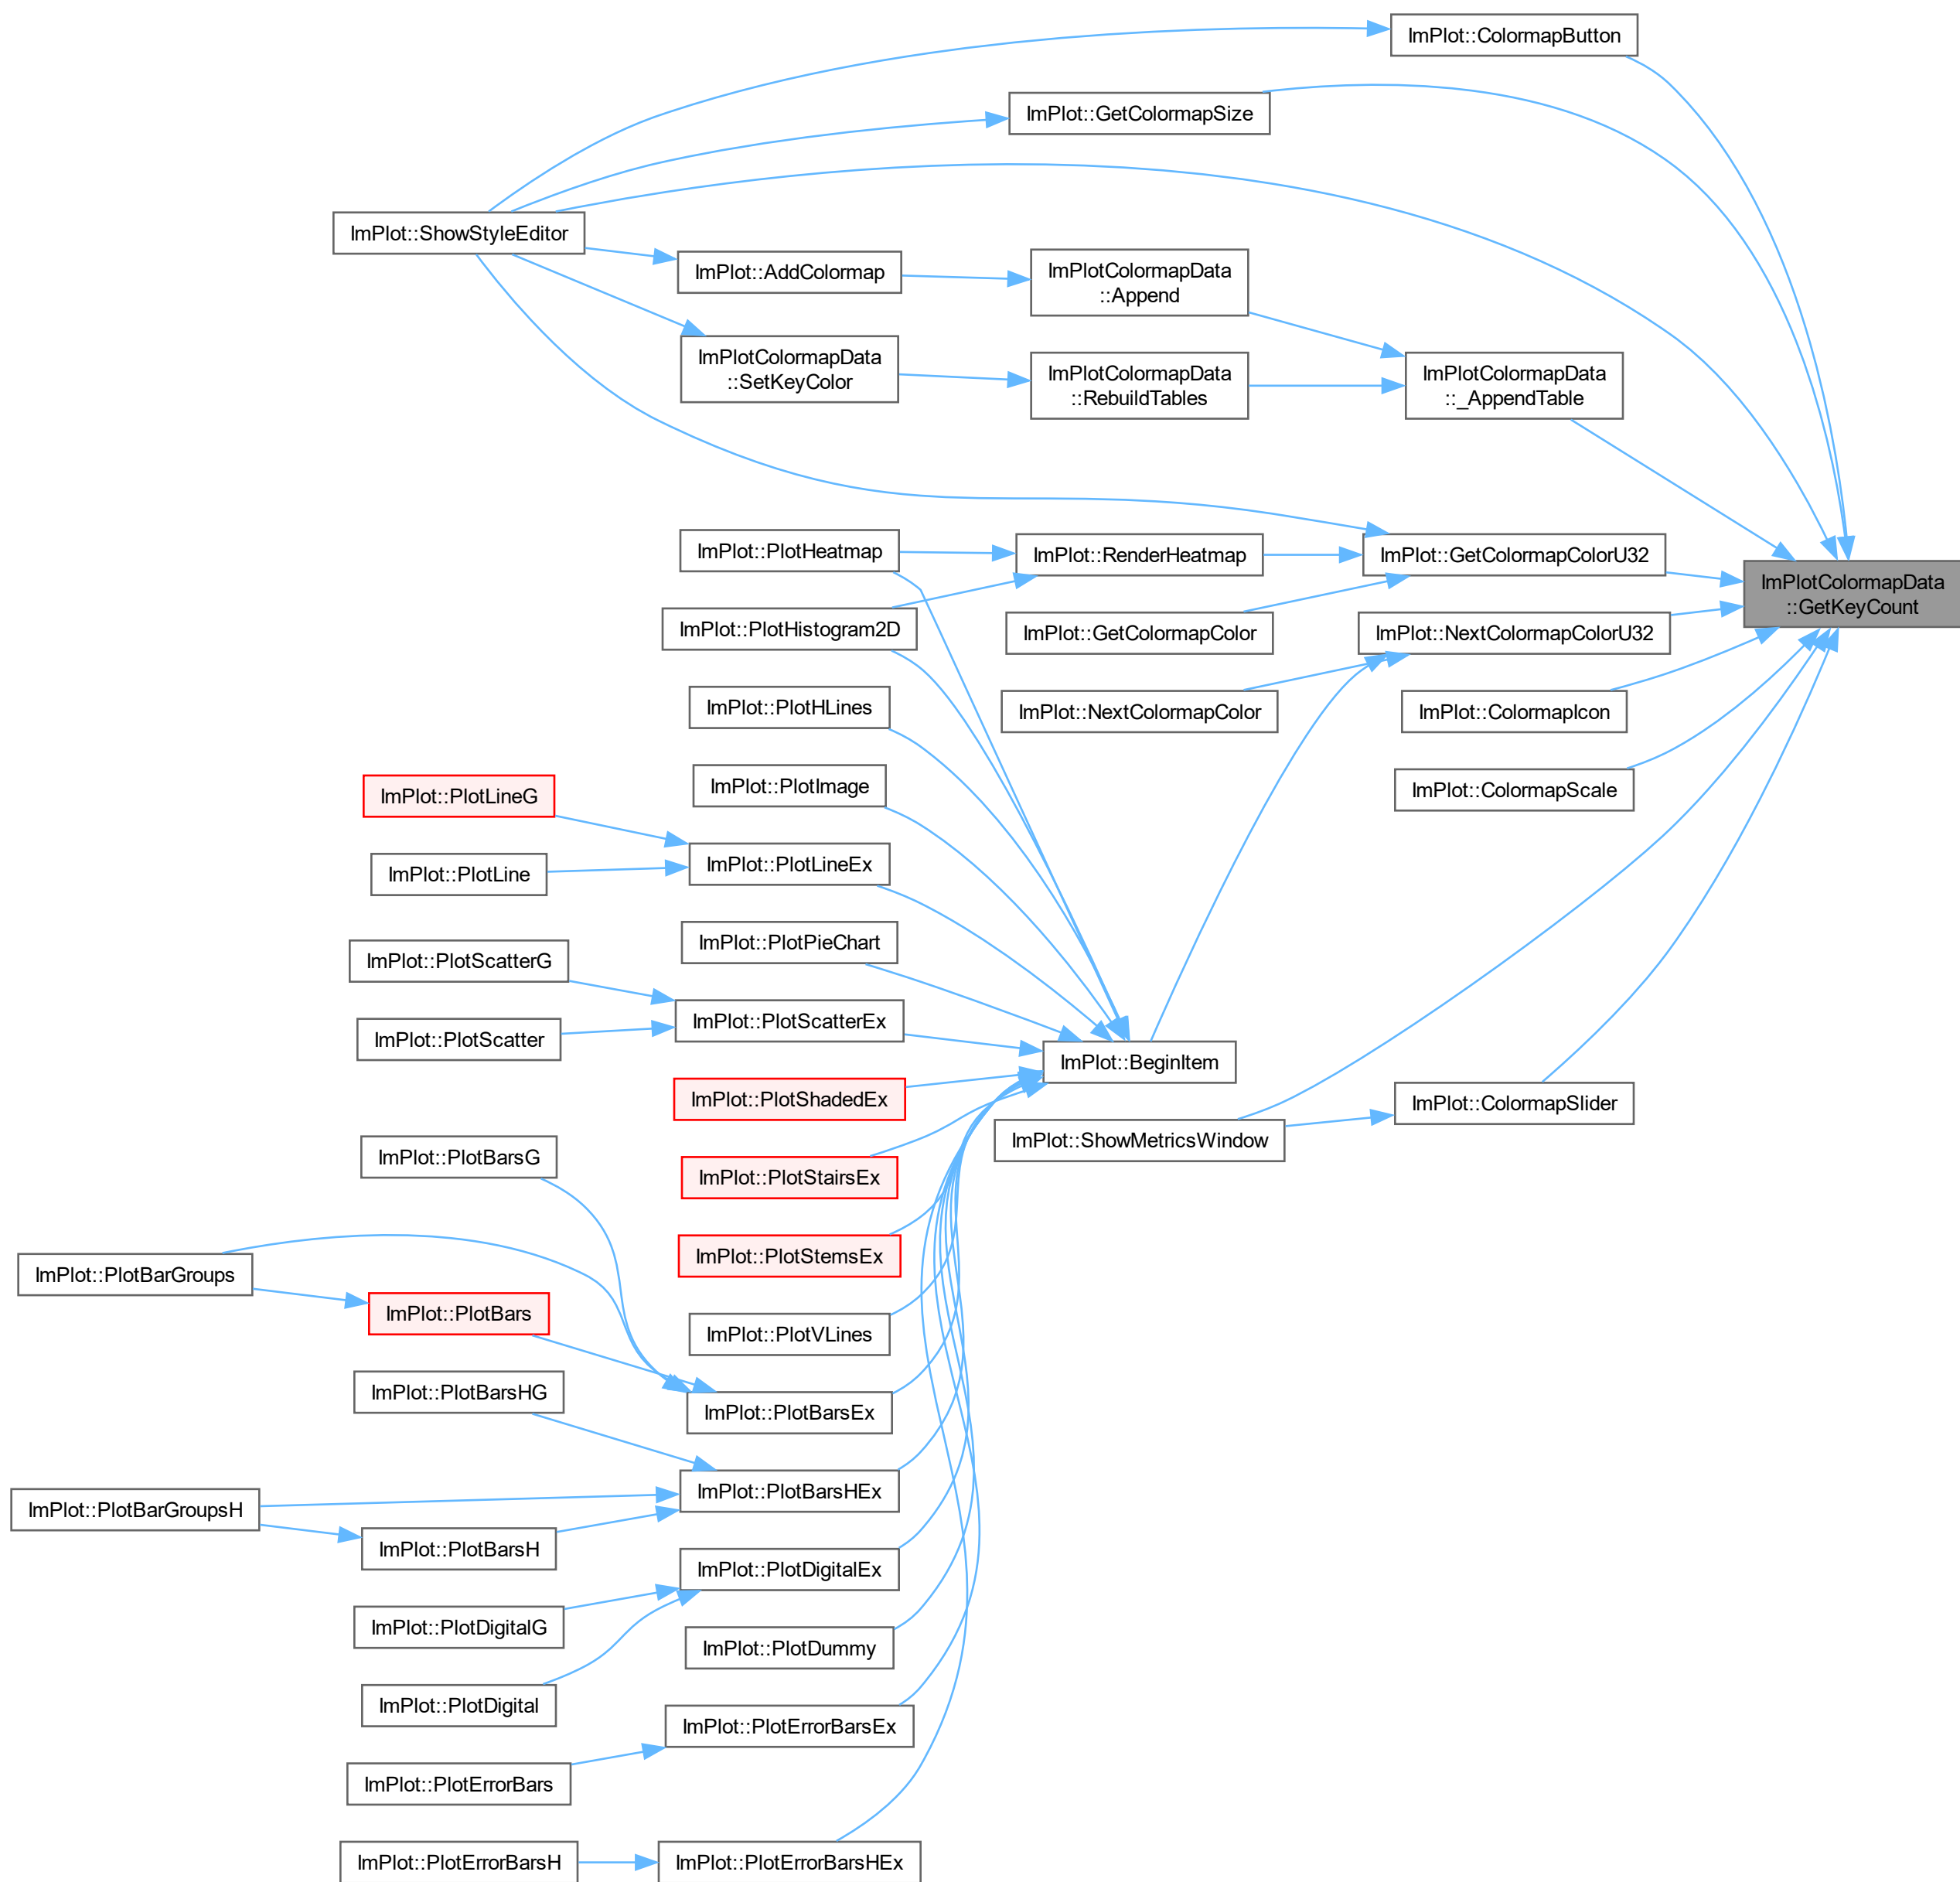 ImPlot::ColormapButton
ImPlot::GetColormapSize
ImPlot::ShowStyleEditor
ImPlot::AddColormap
ImPlotColormapData
::Append
ImPlotColormapData
::SetKeyColor
ImPlotColormapData
::RebuildTables
ImPlotColormapData
::_AppendTable
ImPlot::PlotHeatmap
ImPlot::RenderHeatmap
ImPlot::GetColormapColorU32
ImPlotColormapData
::GetKeyCount
ImPlot::PlotHistogram2D
ImPlot::GetColormapColor
ImPlot::NextColormapColorU32
ImPlot::PlotHLines
ImPlot::NextColormapColor
ImPlot::ColormapIcon
ImPlot::PlotImage
ImPlot::PlotLineG
ImPlot::ColormapScale
ImPlot::PlotLine
ImPlot::PlotLineEx
ImPlot::PlotPieChart
ImPlot::PlotScatterG
ImPlot::PlotScatter
ImPlot::PlotScatterEx
ImPlot::BeginItem
ImPlot::PlotShadedEx
ImPlot::ColormapSlider
ImPlot::ShowMetricsWindow
ImPlot::PlotBarsG
ImPlot::PlotStairsEx
ImPlot::PlotStemsEx
ImPlot::PlotBarGroups
ImPlot::PlotBars
ImPlot::PlotVLines
ImPlot::PlotBarsHG
ImPlot::PlotBarsEx
ImPlot::PlotBarsHEx
ImPlot::PlotBarGroupsH
ImPlot::PlotBarsH
ImPlot::PlotDigitalEx
ImPlot::PlotDigitalG
ImPlot::PlotDummy
ImPlot::PlotDigital
ImPlot::PlotErrorBarsEx
ImPlot::PlotErrorBars
ImPlot::PlotErrorBarsH
ImPlot::PlotErrorBarsHEx